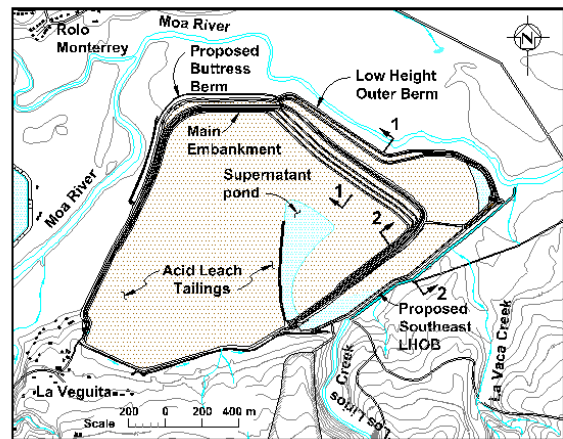 Rolo
Monterrey
Moa River
N
Proposed
Buttress
Berm
Low Height
Outer Berm
Main
Embankment
1
Supernatant
pond
1
2
Moa River
Acid Leach
Tailings
2
Proposed
Southeast
LHOB
La Vaca Creek
Los Lirios
Creek
La Veguita
Scale 200 0 200 400 m